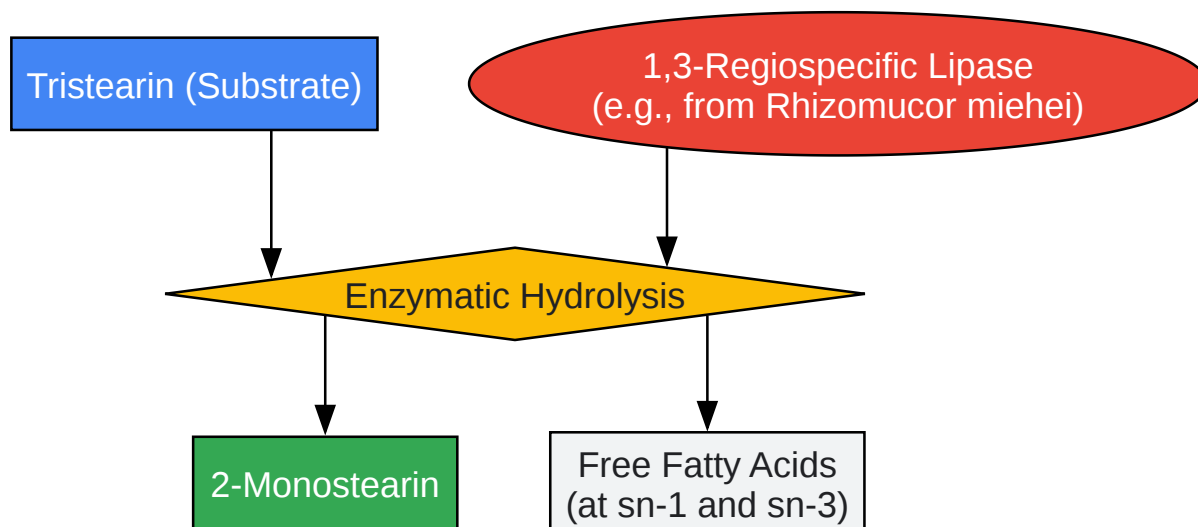 Tristearin (Substrate)
1,3-Regiospecific Lipase
(e.g., from Rhizomucor miehei)
Enzymatic Hydrolysis
2-Monostearin
Free Fatty Acids
(at sn-1 and sn-3)